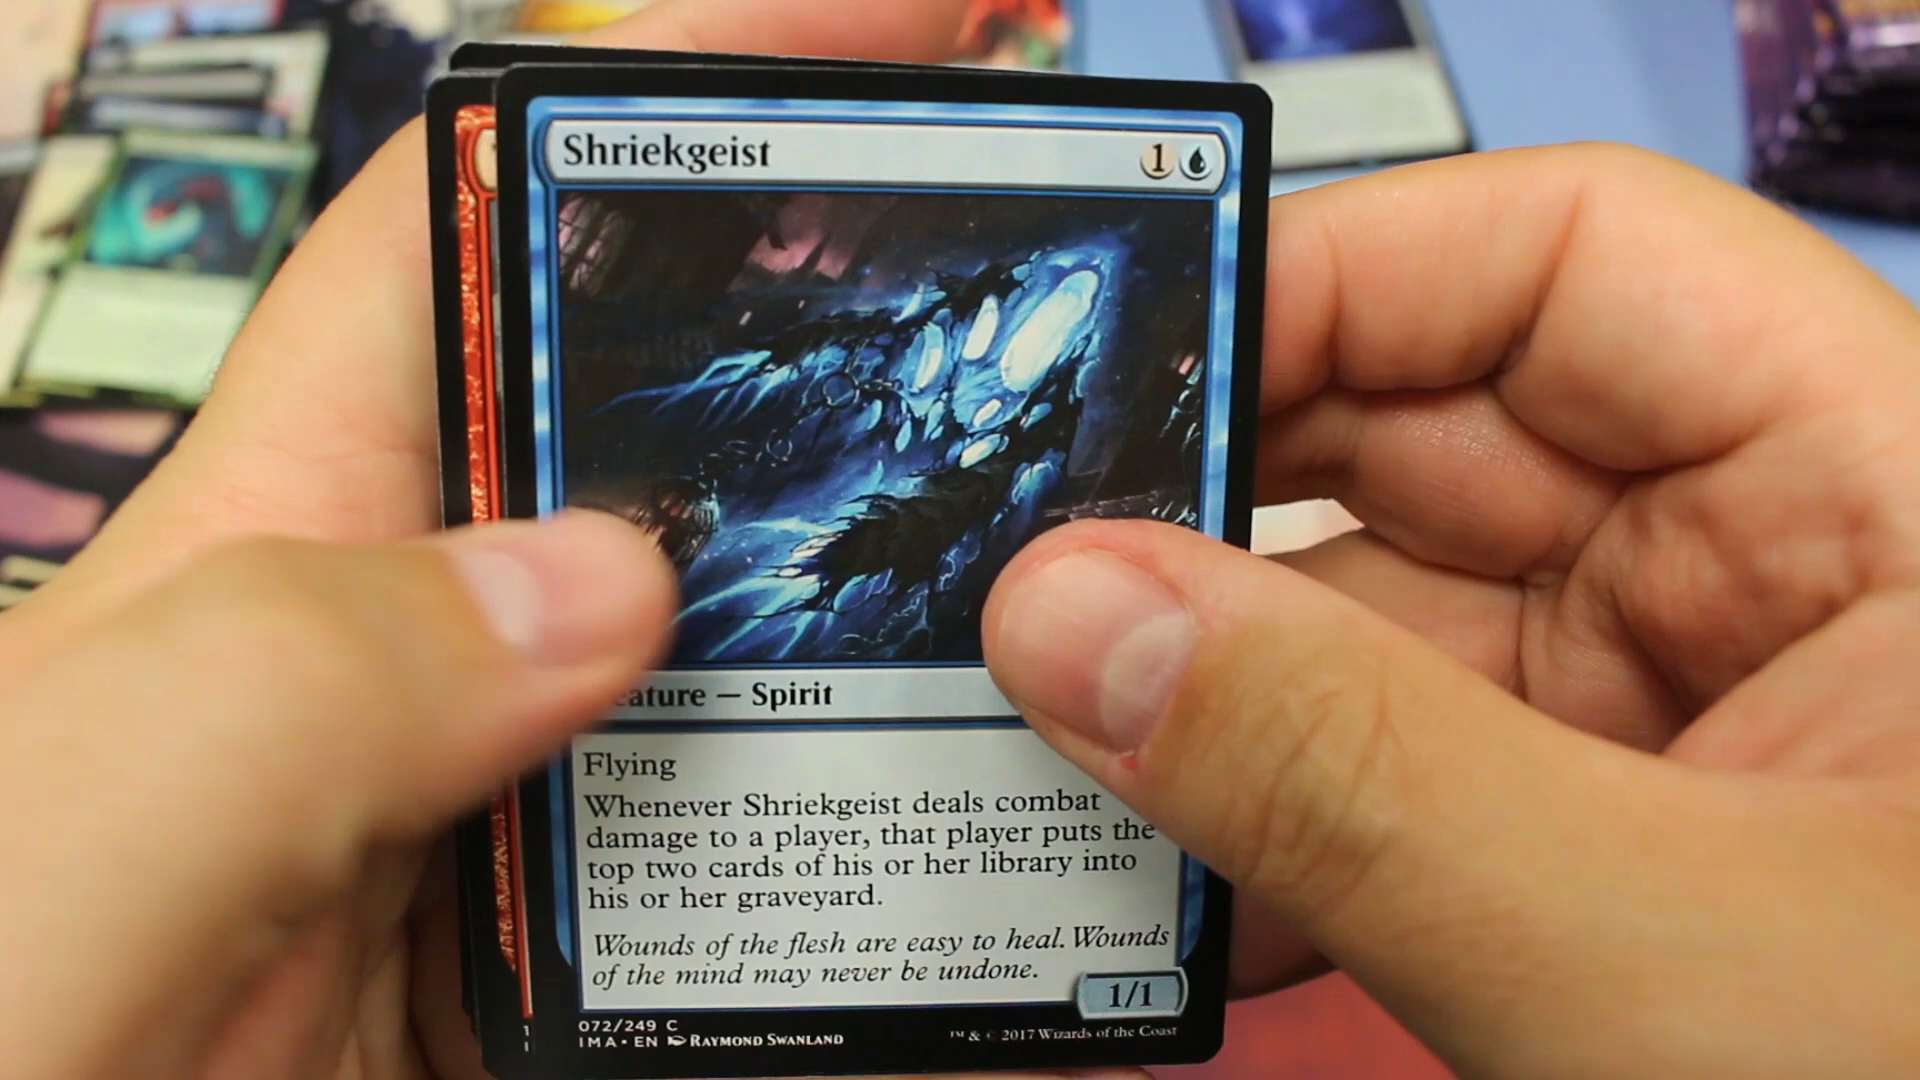 Shriekgeist 1
eature — Spirit
Flying
Whenever Shriekgeist deals combat
damage to a player, that player puts the
top two cards of his or her library into
his or her graveyard.
Wounds of the flesh are easy to heal. Wounds
of the mind may never be undone.
1/1
072/249 C
IMA • EN RAYMOND SWANLAND
™ & © 2017 Wizards of the Coast